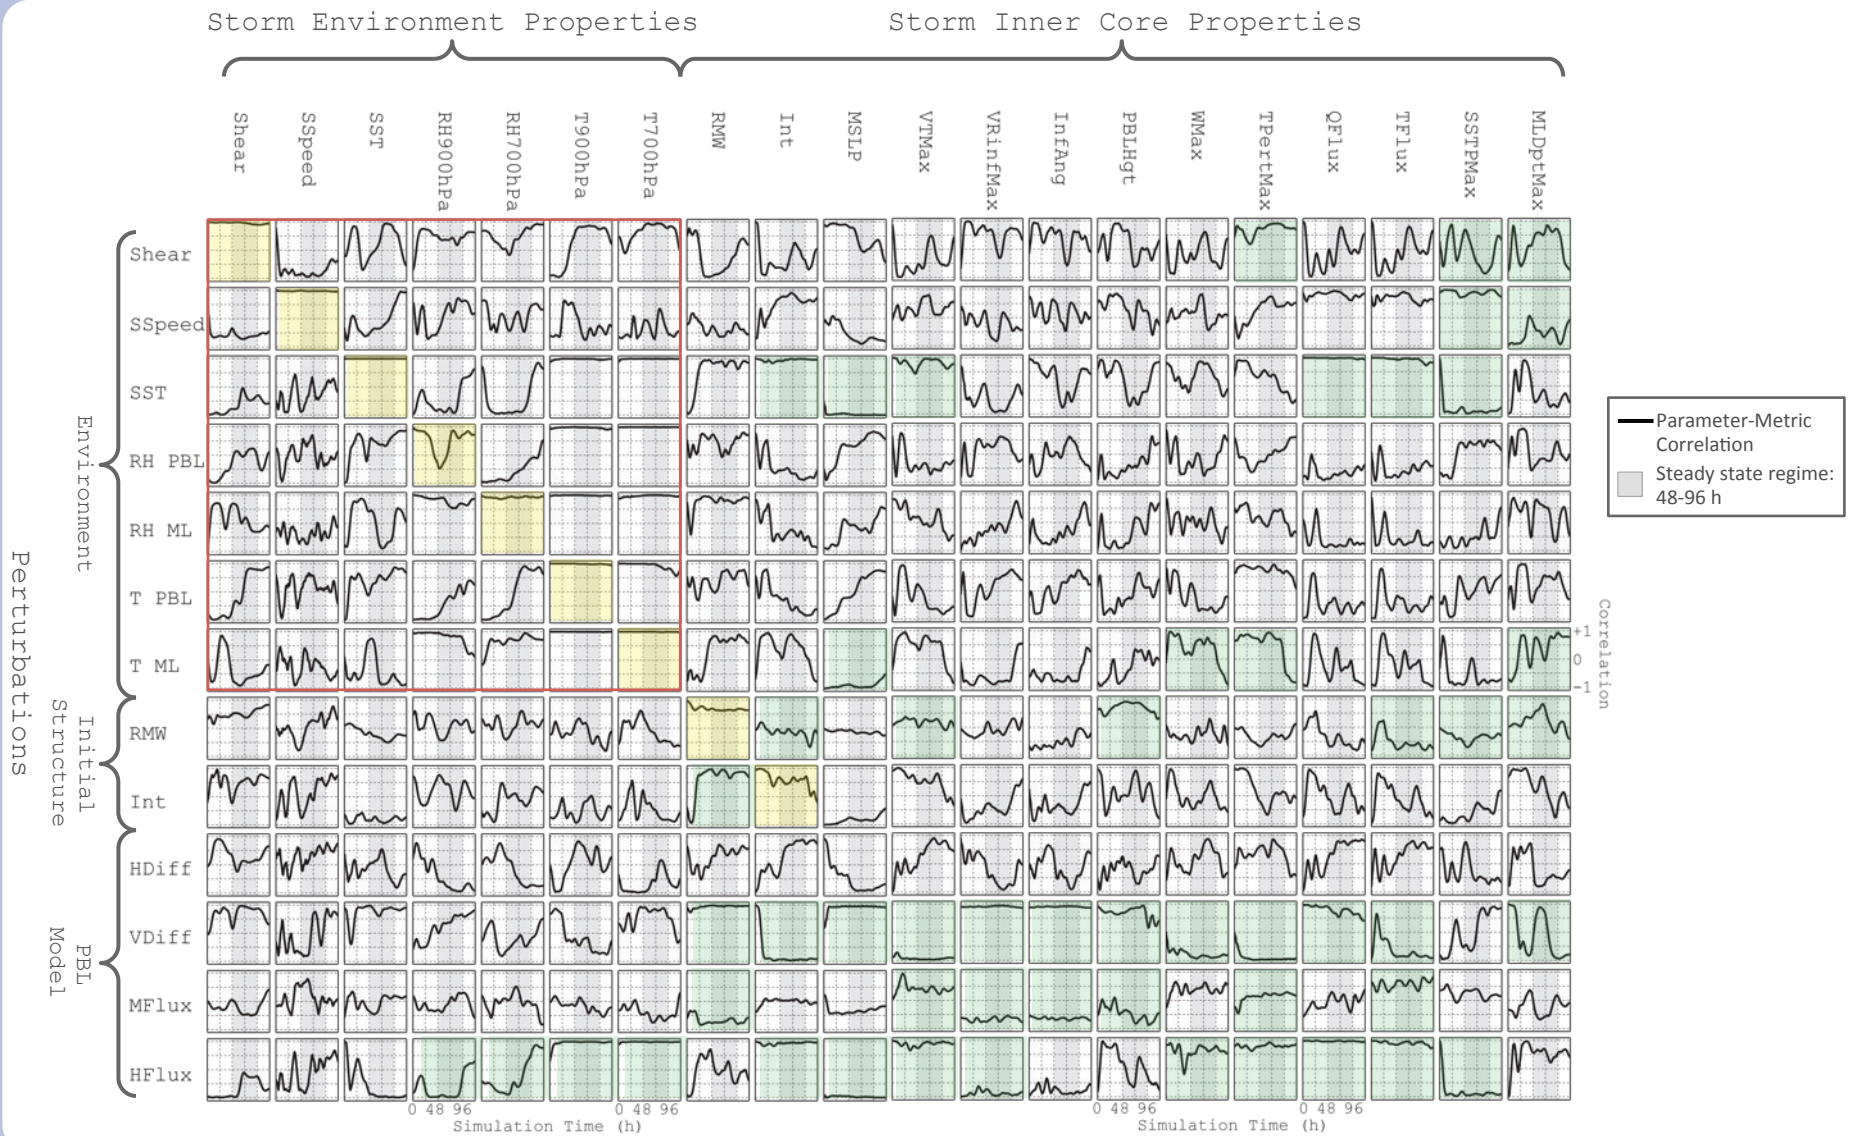 Storm Environment Properties Storm Inner Core Properties
Shear SSpeed SST RH900hPa RH700hPa T900hPa T700hPa RMW Int MSLP VTMax VRinfMax InfAng PBLHgt WMax TPertMax QFlux TFlux SSTPMax MLDptMax
Perturbations
Environment
Shear
SSpeed
SST
RH PBL
RH ML
T PBL
T ML
Initial
Structure
RMW
Int
PBL
Model
HDiff
VDiff
MFlux
HFlux
Parameter-Metric
Correlation
Steady state regime:
48-96 h
+1
0
-1
Correlation
0 48 96 0 48 96 0 48 96 0 48 96
Simulation Time (h) Simulation Time (h)